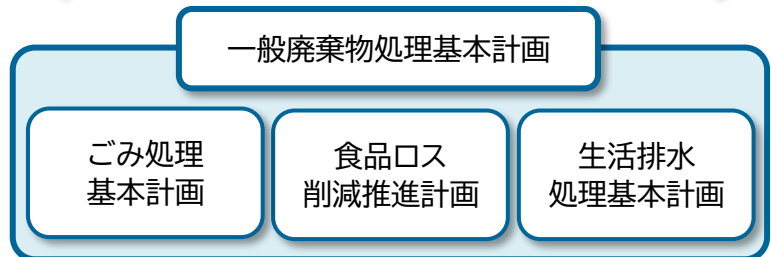 一般廃棄物処理基本計画
ごみ処理
基本計画
食品ロス
削減推進計画
生活排水
処理基本計画